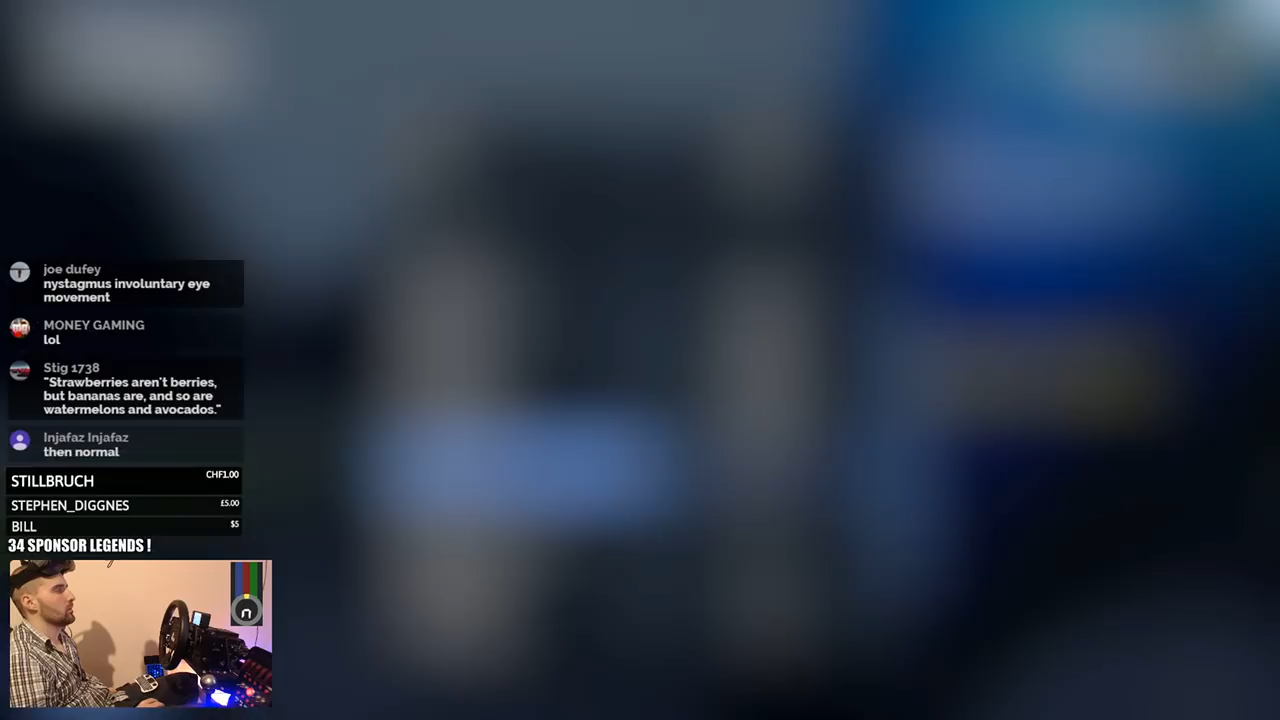 joe dufey
nystagmus involuntary eye
movement
MONEY GAMING
lol
Stig 1738
"Strawberries aren't berries,
but bananas are, and so are
watermelons and avocados."
Injafaz Injafaz
then normal
STILLBRUCH CHF1.00
STEPHEN_DIGGNES £5.00
BILL $5
34 SPONSOR LEGENDS !
n